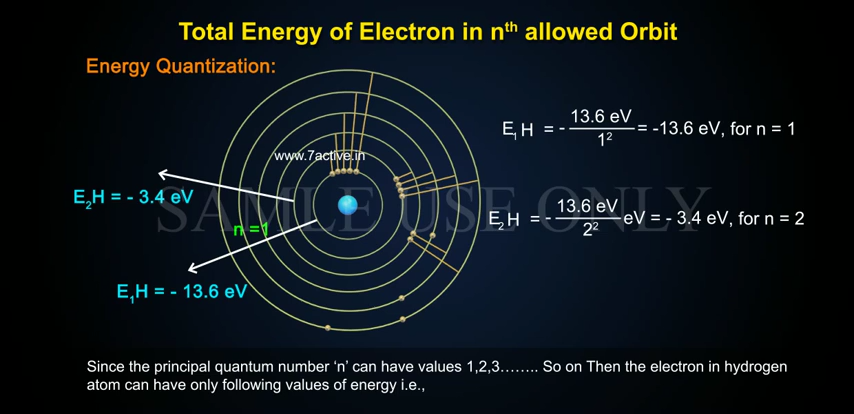 Total Energy of Electron in nᵗʰ allowed Orbit
Energy Quantization:
www.7active.in
E₁H = - 13.6 eV / 1² = -13.6 eV, for n = 1
E₂H = - 3.4 eV
SAMLE USE ONLY
E₂H = - 13.6 eV / 2² eV = - 3.4 eV, for n = 2
n =1
E₁H = - 13.6 eV
Since the principal quantum number ‘n’ can have values 1,2,3…….. So on Then the electron in hydrogen
atom can have only following values of energy i.e.,